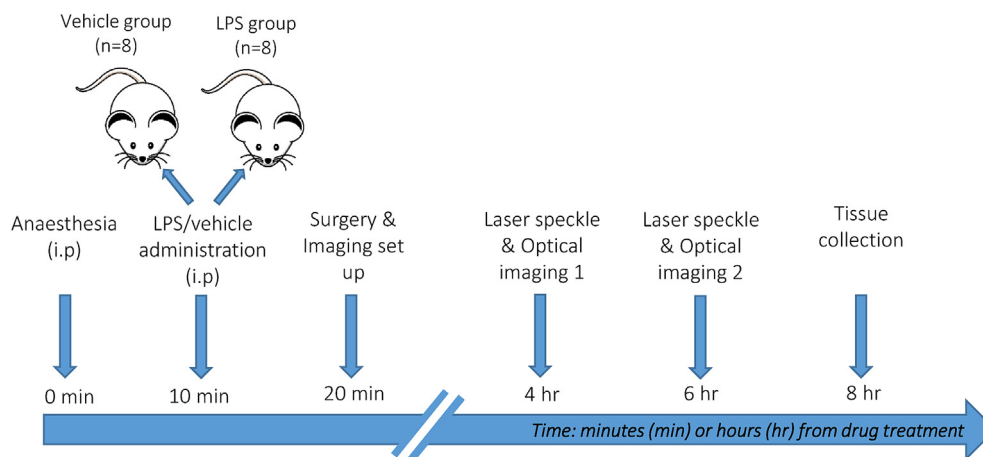 Vehicle group
(n=8)
LPS group
(n=8)
Anaesthesia
(i.p)
LPS/vehicle
administration
(i.p)
Surgery &
Imaging set
up
Laser speckle
& Optical
imaging 1
Laser speckle
& Optical
imaging 2
Tissue
collection
0 min
10 min
20 min
4 hr
6 hr
8 hr
Time: minutes (min) or hours (hr) from drug treatment